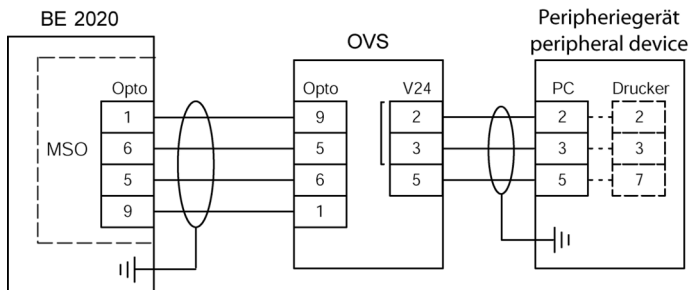 BE 2020
OVS
Peripheriegerät
peripheral device
Opto
Opto
V24
PC
Drucker
MSO
1
6
5
9
9
5
6
1
2
3
5
2
3
5
2
3
7